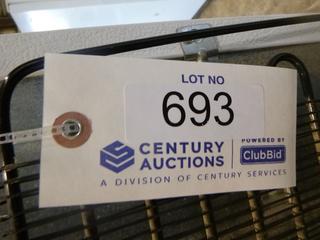 LOT NO
693
CENTURY
AUCTIONS
POWERED BY
ClubBid
A DIVISION OF CENTURY SERVICES